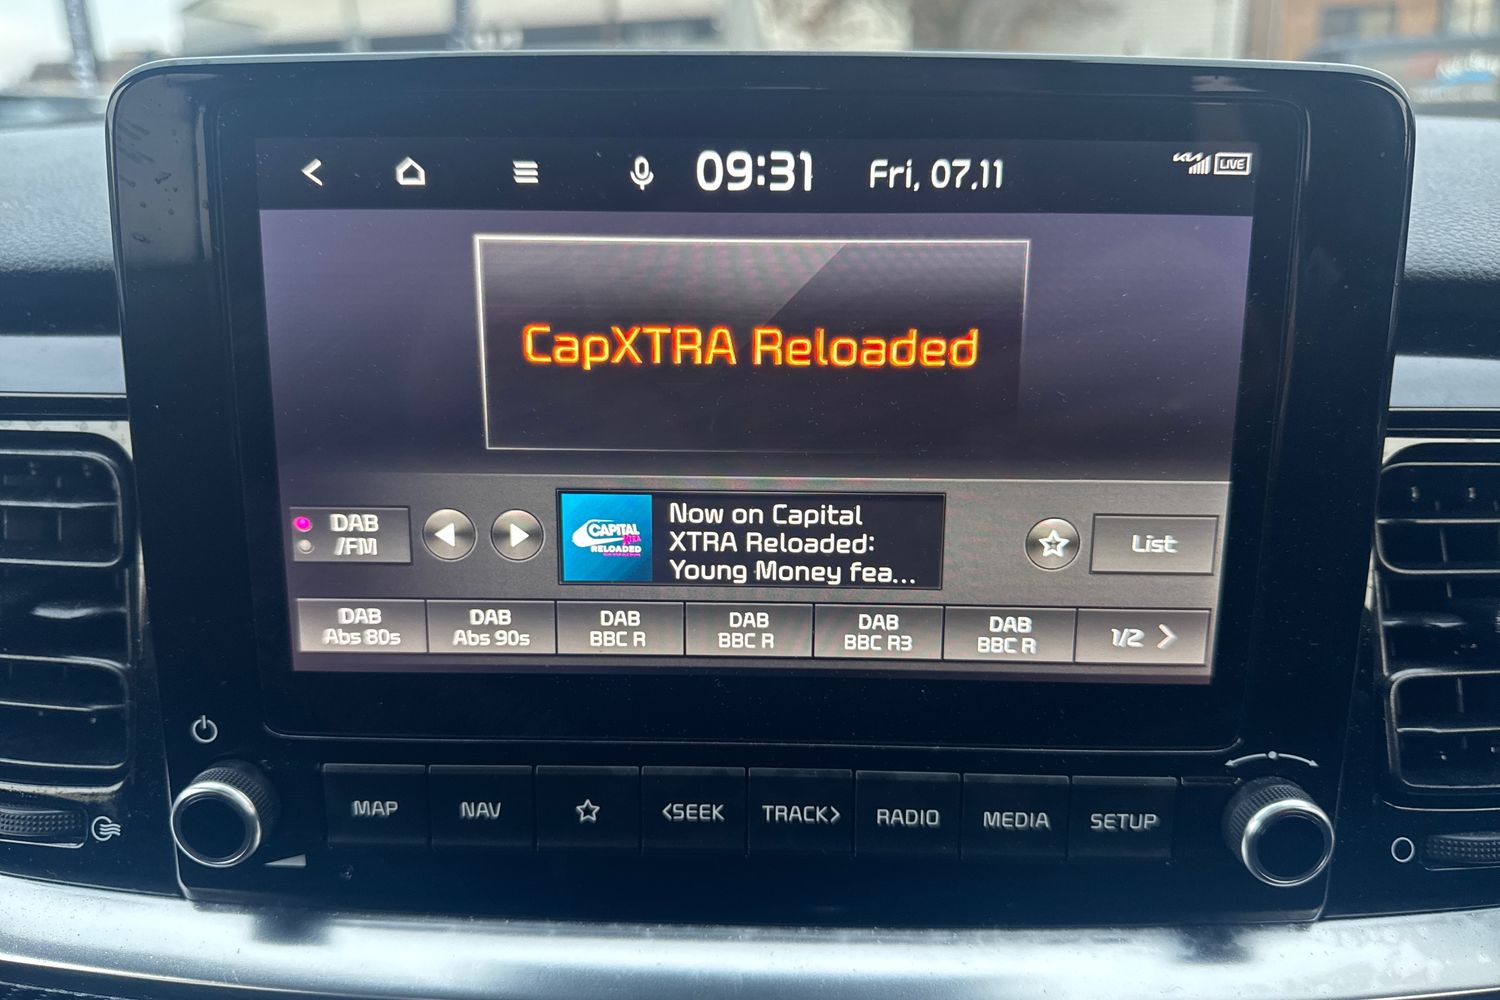 09:31 Fri, 07.11
KIA LIVE
CapXTRA Reloaded
DAB
/FM
CAPITAL
XTRA
RELOADED
Now on Capital
XTRA Reloaded:
Young Money fea...
List
DAB
Abs 80s
DAB
Abs 90s
DAB
BBC R
DAB
BBC R
DAB
BBC R3
DAB
BBC R
1/2 >
MAP NAV <SEEK TRACK> RADIO MEDIA SETUP